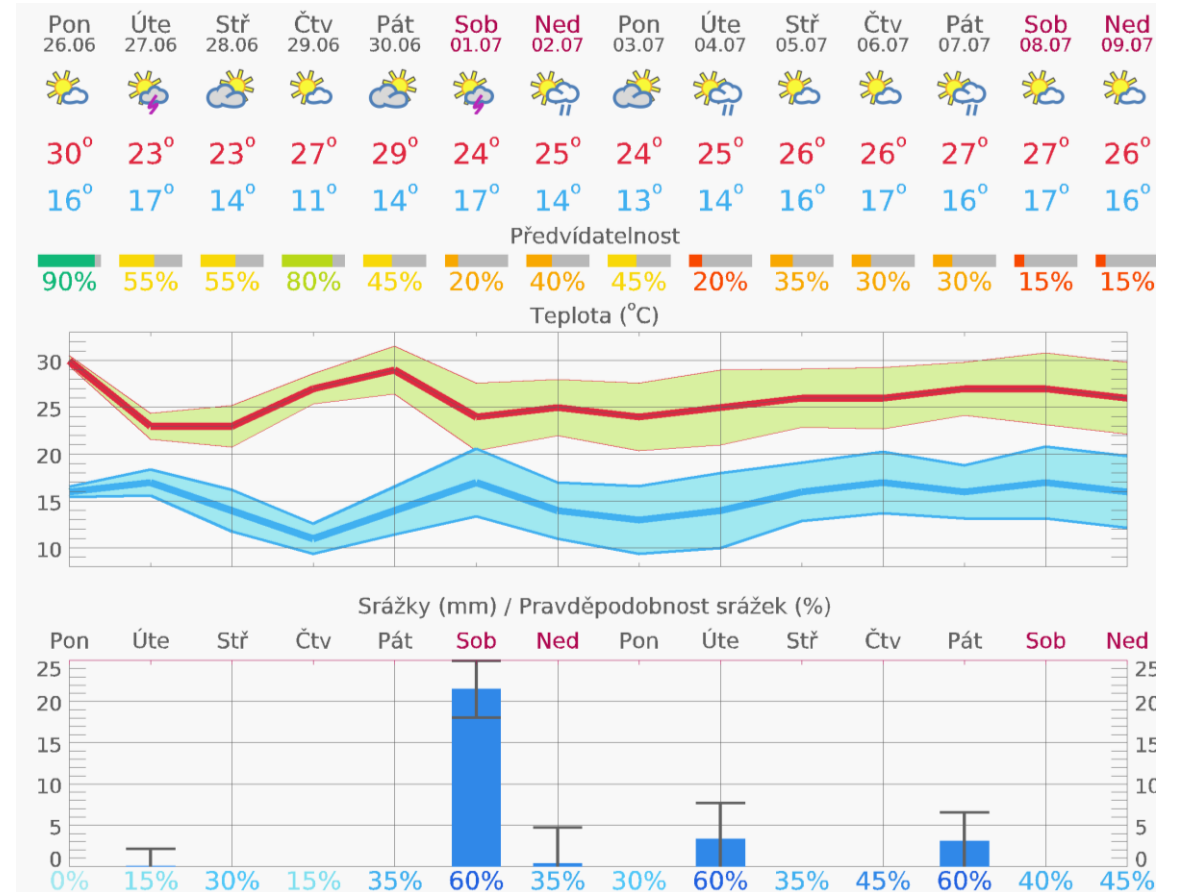 Pon Úte Stř Čtv Pát Sob Ned Pon Úte Stř Čtv Pát Sob Ned
26.06 27.06 28.06 29.06 30.06 01.07 02.07 03.07 04.07 05.07 06.07 07.07 08.07 09.07
30° 23° 23° 27° 29° 24° 25° 24° 25° 26° 26° 27° 27° 26°
16° 17° 14° 11° 14° 17° 14° 13° 14° 16° 17° 16° 17° 16°
Předvídatelnost
90% 55% 55% 80% 45% 20% 40% 45% 20% 35% 30% 30% 15% 15%
Teplota (°C)
30
25
20
15
10
Srážky (mm) / Pravděpodobnost srážek (%)
Pon Úte Stř Čtv Pát Sob Ned Pon Úte Stř Čtv Pát Sob Ned
25 25
20 20
15 15
10 10
5 5
0 0
0% 15% 30% 15% 35% 60% 35% 30% 60% 35% 45% 60% 40% 45%